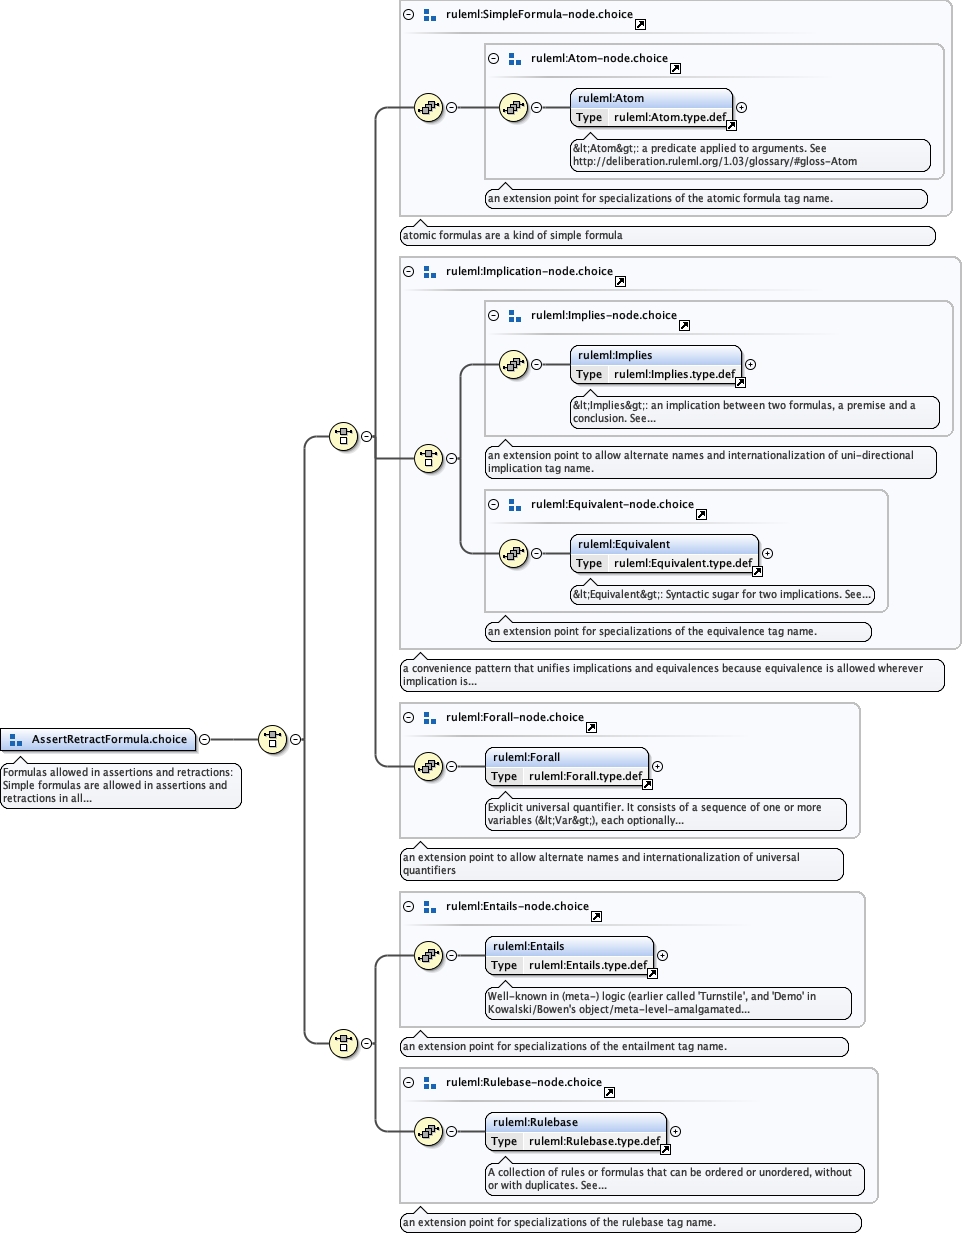 ruleml:SimpleFormula-node.choice
ruleml:Atom-node.choice
ruleml:Atom
Type ruleml:Atom.type.def
&lt;Atom&gt;: a predicate applied to arguments. See
http://deliberation.ruleml.org/1.03/glossary/#gloss-Atom
an extension point for specializations of the atomic formula tag name.
atomic formulas are a kind of simple formula
ruleml:Implication-node.choice
ruleml:Implies-node.choice
ruleml:Implies
Type ruleml:Implies.type.def
&lt;Implies&gt;: an implication between two formulas, a premise and a
conclusion. See...
an extension point to allow alternate names and internationalization of uni-directional
implication tag name.
ruleml:Equivalent-node.choice
ruleml:Equivalent
Type ruleml:Equivalent.type.def
&lt;Equivalent&gt;: Syntactic sugar for two implications. See...
an extension point for specializations of the equivalence tag name.
a convenience pattern that unifies implications and equivalences because equivalence is allowed wherever
implication is...
AssertRetractFormula.choice
Formulas allowed in assertions and retractions:
Simple formulas are allowed in assertions and
retractions in all...
ruleml:Forall-node.choice
ruleml:Forall
Type ruleml:Forall.type.def
Explicit universal quantifier. It consists of a sequence of one or more
variables (&lt;Var&gt;), each optionally...
an extension point to allow alternate names and internationalization of universal
quantifiers
ruleml:Entails-node.choice
ruleml:Entails
Type ruleml:Entails.type.def
Well-known in (meta-) logic (earlier called 'Turnstile', and 'Demo' in
Kowalski/Bowen's object/meta-level-amalgamated...
an extension point for specializations of the entailment tag name.
ruleml:Rulebase-node.choice
ruleml:Rulebase
Type ruleml:Rulebase.type.def
A collection of rules or formulas that can be ordered or unordered, without
or with duplicates. See...
an extension point for specializations of the rulebase tag name.